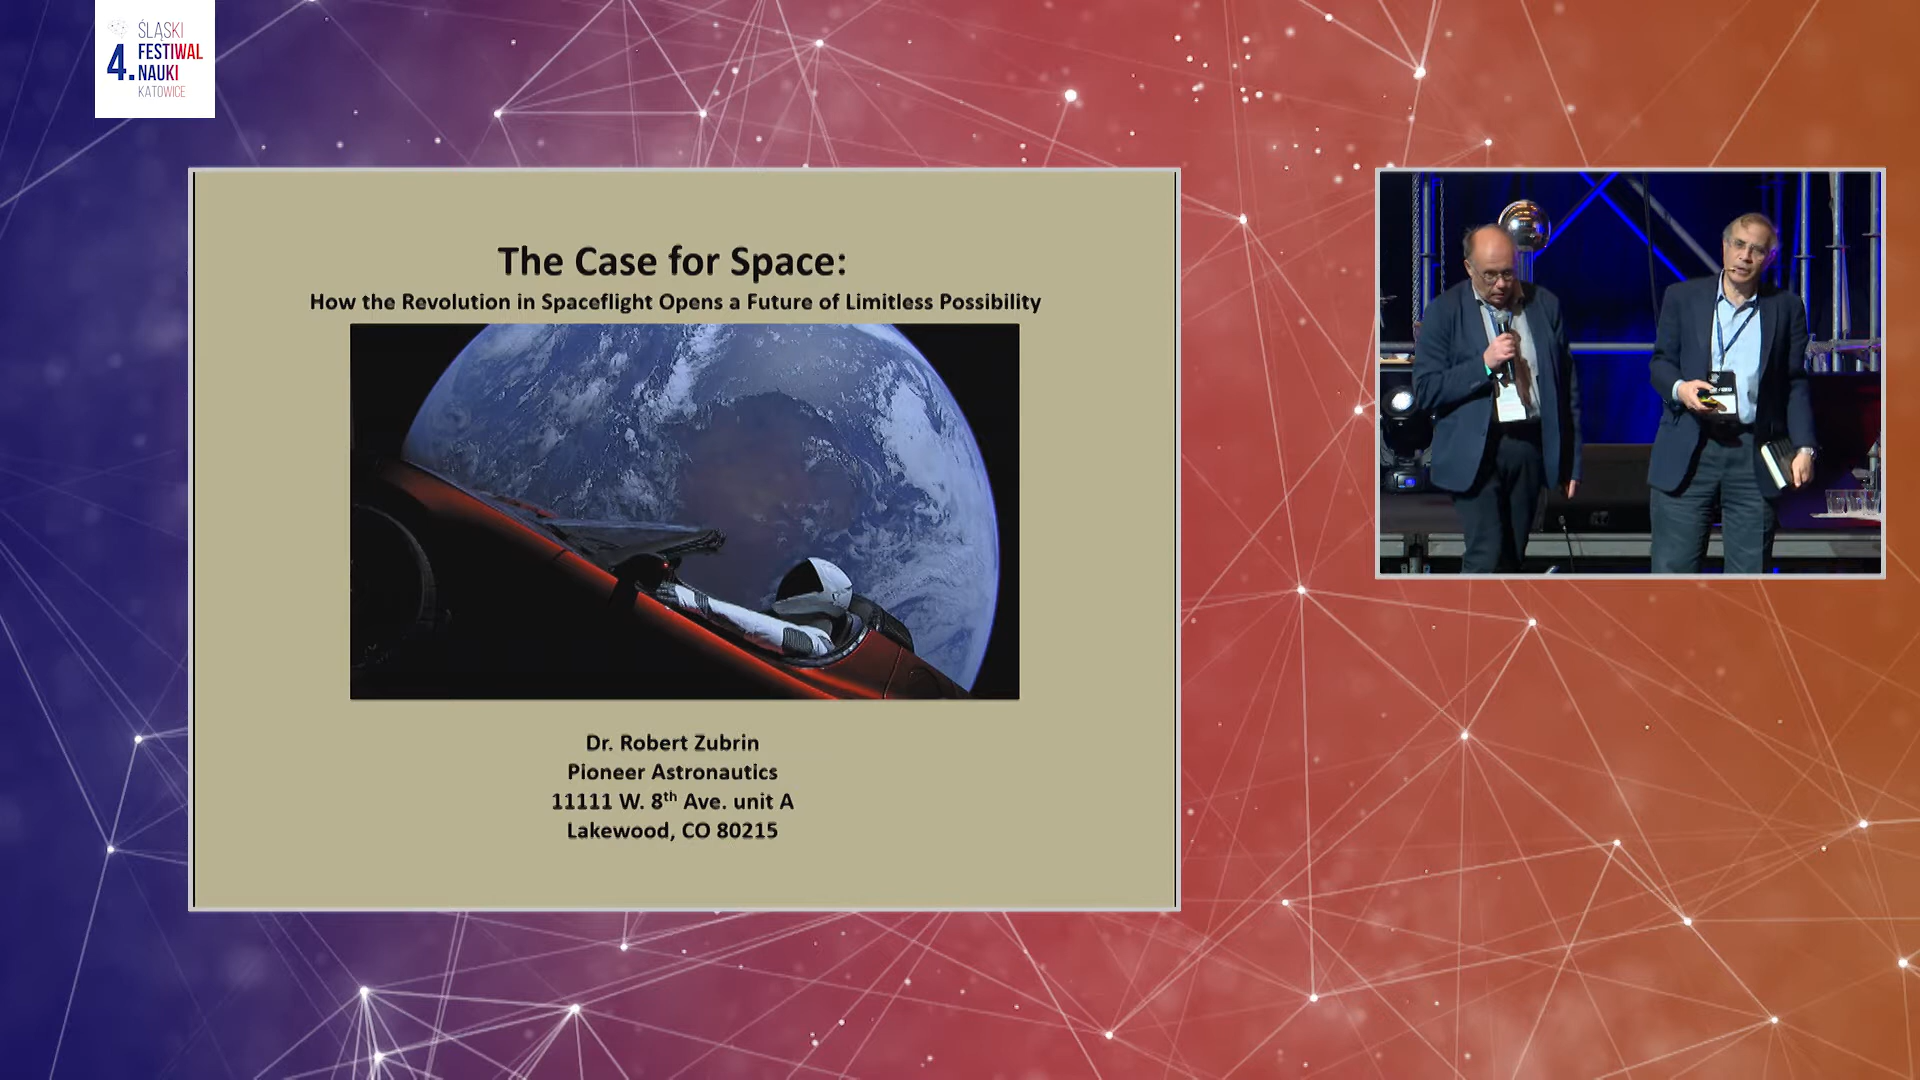 ŚLĄSKI
4. FESTIWAL
NAUKI
KATOWICE
The Case for Space:
How the Revolution in Spaceflight Opens a Future of Limitless Possibility
Dr. Robert Zubrin
Pioneer Astronautics
11111 W. 8th Ave. unit A
Lakewood, CO 80215